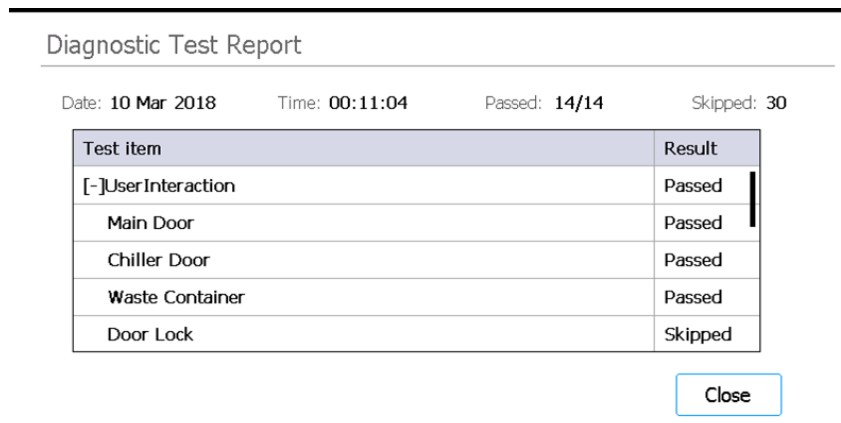 Diagnostic Test Report
Date: 10 Mar 2018 Time: 00:11:04 Passed: 14/14 Skipped: 30
Test item Result
[-]UserInteraction Passed
Main Door Passed
Chiller Door Passed
Waste Container Passed
Door Lock Skipped
Close